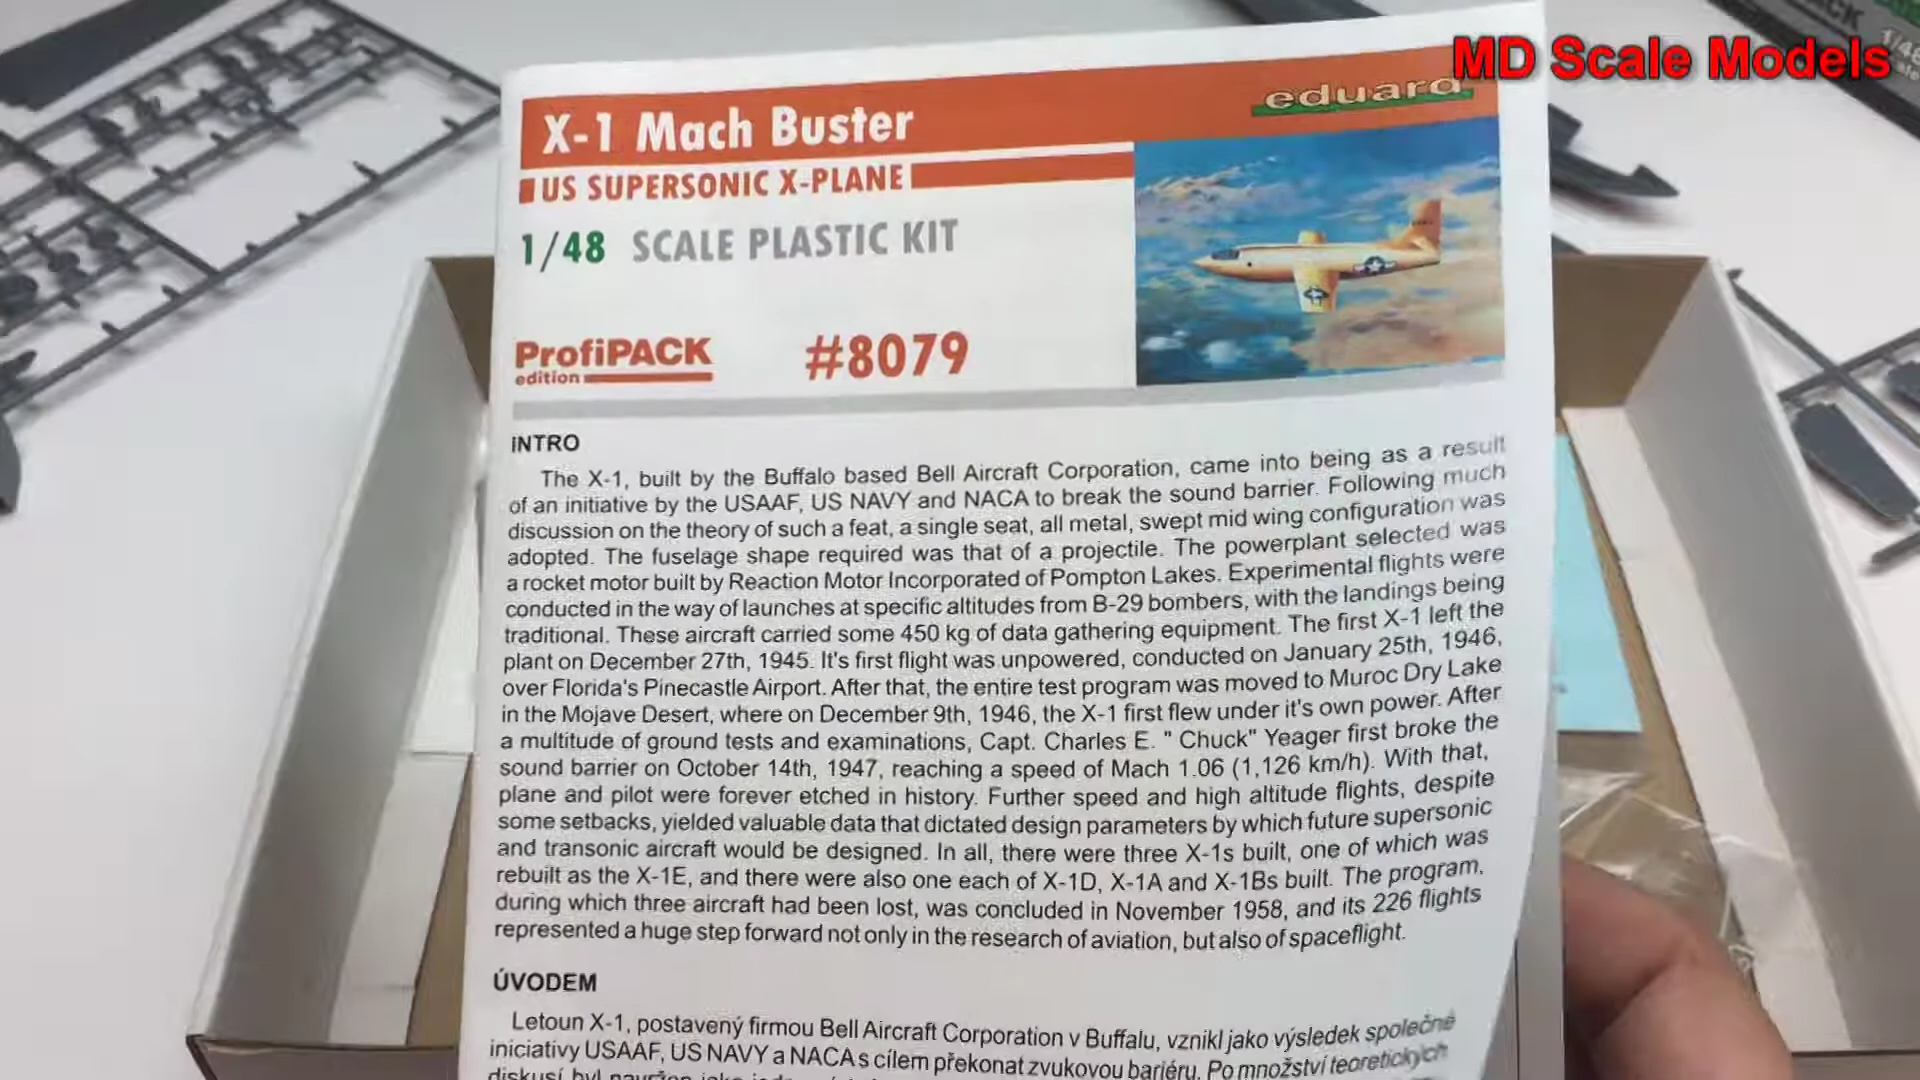 MD Scale Models
CK
1/48
eduard
X-1 Mach Buster
US SUPERSONIC X-PLANE
1/48 SCALE PLASTIC KIT
ProfiPACK
edition
#8079
INTRO
The X-1, built by the Buffalo based Bell Aircraft Corporation, came into being as a result
of an initiative by the USAAF, US NAVY and NACA to break the sound barrier. Following much
discussion on the theory of such a feat, a single seat, all metal, swept mid wing configuration was
adopted. The fuselage shape required was that of a projectile. The powerplant selected was
a rocket motor built by Reaction Motor Incorporated of Pompton Lakes. Experimental flights were
conducted in the way of launches at specific altitudes from B-29 bombers, with the landings being
traditional. These aircraft carried some 450 kg of data gathering equipment. The first X-1 left the
plant on December 27th, 1945. It's first flight was unpowered, conducted on January 25th, 1946,
over Florida's Pinecastle Airport. After that, the entire test program was moved to Muroc Dry Lake
in the Mojave Desert, where on December 9th, 1946, the X-1 first flew under it's own power. After
a multitude of ground tests and examinations, Capt. Charles E. " Chuck" Yeager first broke the
sound barrier on October 14th, 1947, reaching a speed of Mach 1.06 (1,126 km/h). With that,
plane and pilot were forever etched in history. Further speed and high altitude flights, despite
some setbacks, yielded valuable data that dictated design parameters by which future supersonic
and transonic aircraft would be designed. In all, there were three X-1s built, one of which was
rebuilt as the X-1E, and there were also one each of X-1D, X-1A and X-1Bs built. The program,
during which three aircraft had been lost, was concluded in November 1958, and its 226 flights
represented a huge step forward not only in the research of aviation, but also of spaceflight.
ÚVODEM
Letoun X-1, postavený firmou Bell Aircraft Corporation v Buffalu, vznikl jako výsledek společné
iniciativy USAAF, US NAVY a NACA s cílem překonat zvukovou bariéru. Po množství teoretických
diskusí byl